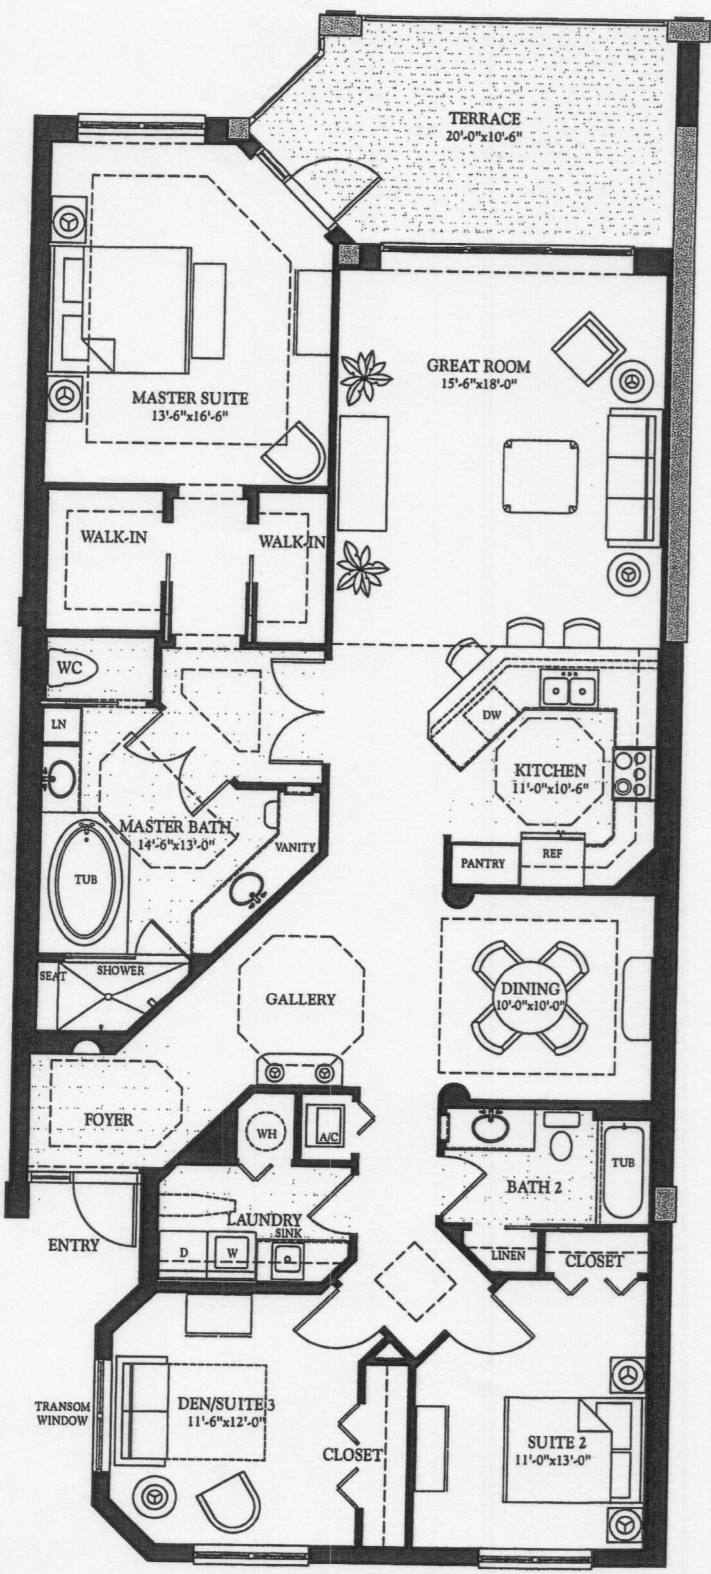 TERRACE
20'-0"x10'-6"
GREAT ROOM
15'-6"x18'-0"
MASTER SUITE
13'-6"x16'-6"
WALK-IN
WALK-IN
WC
LN
DW
KITCHEN
11'-0"x10'-6"
MASTER BATH
14'-6"x13'-0"
VANITY
PANTRY
REF
TUB
SEAT
SHOWER
GALLERY
DINING
10'-0"x10'-0"
FOYER
WH
A/C
TUB
BATH 2
LAUNDRY
SINK
ENTRY
D
W
LINEN
CLOSET
TRANSOM
WINDOW
DEN/SUITE 3
11'-6"x12'-0"
CLOSET
SUITE 2
11'-0"x13'-0"